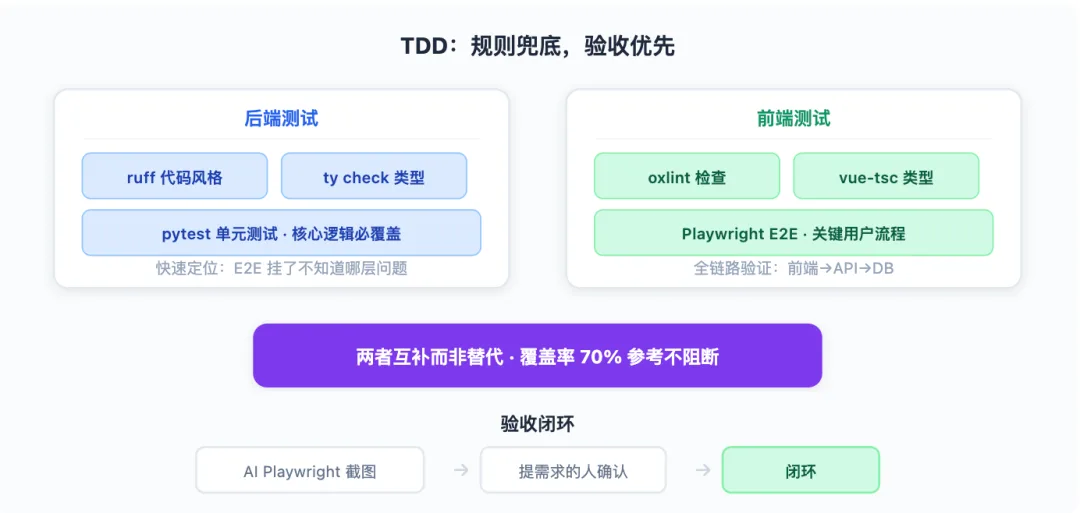 TDD：规则兜底，验收优先
后端测试
ruff 代码风格
ty check 类型
pytest 单元测试 · 核心逻辑必覆盖
快速定位：E2E 挂了不知道哪层问题
前端测试
oxlint 检查
vue-tsc 类型
Playwright E2E · 关键用户流程
全链路验证：前端→API→DB
两者互补而非替代 · 覆盖率 70% 参考不阻断
验收闭环
AI Playwright 截图
→
提需求的人确认
→
闭环